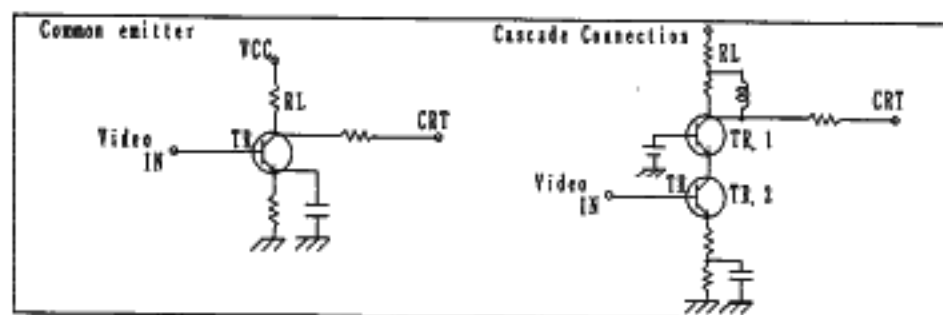 Common emitter
VCC
RL
Video
IN
TR
CRT
Cascade Connection
RL
CRT
TR, 1
Video
IN
TR
TR, 2